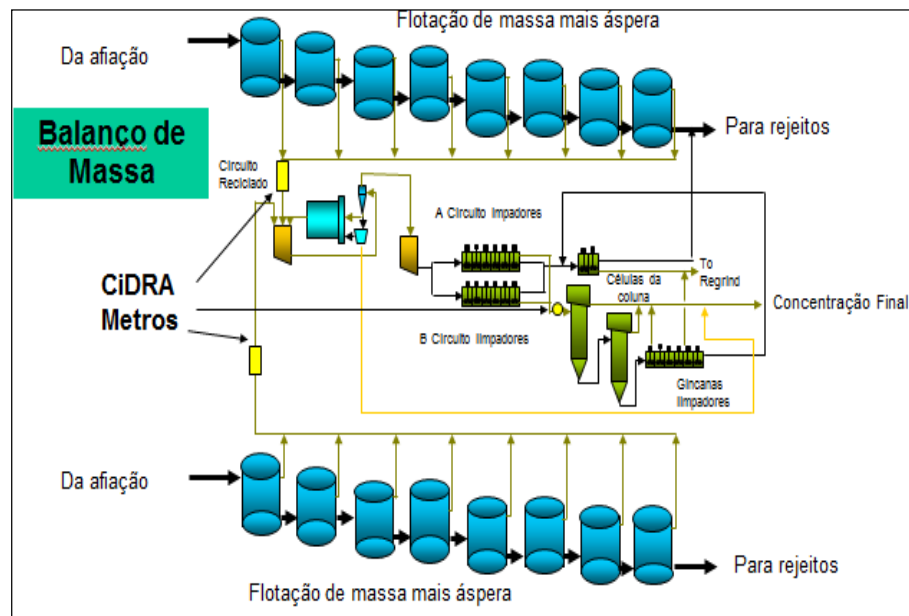 Flotação de massa mais áspera
Da afiação
Para rejeitos
Balanço de
Massa
Circuito
Reciclado
A Circuito Impadores
To
Regrind
Células da
coluna
CiDRA
Metros
Concentração Final
B Circuito limpadores
Gincanas
limpadores
Da afiação
Para rejeitos
Flotação de massa mais áspera